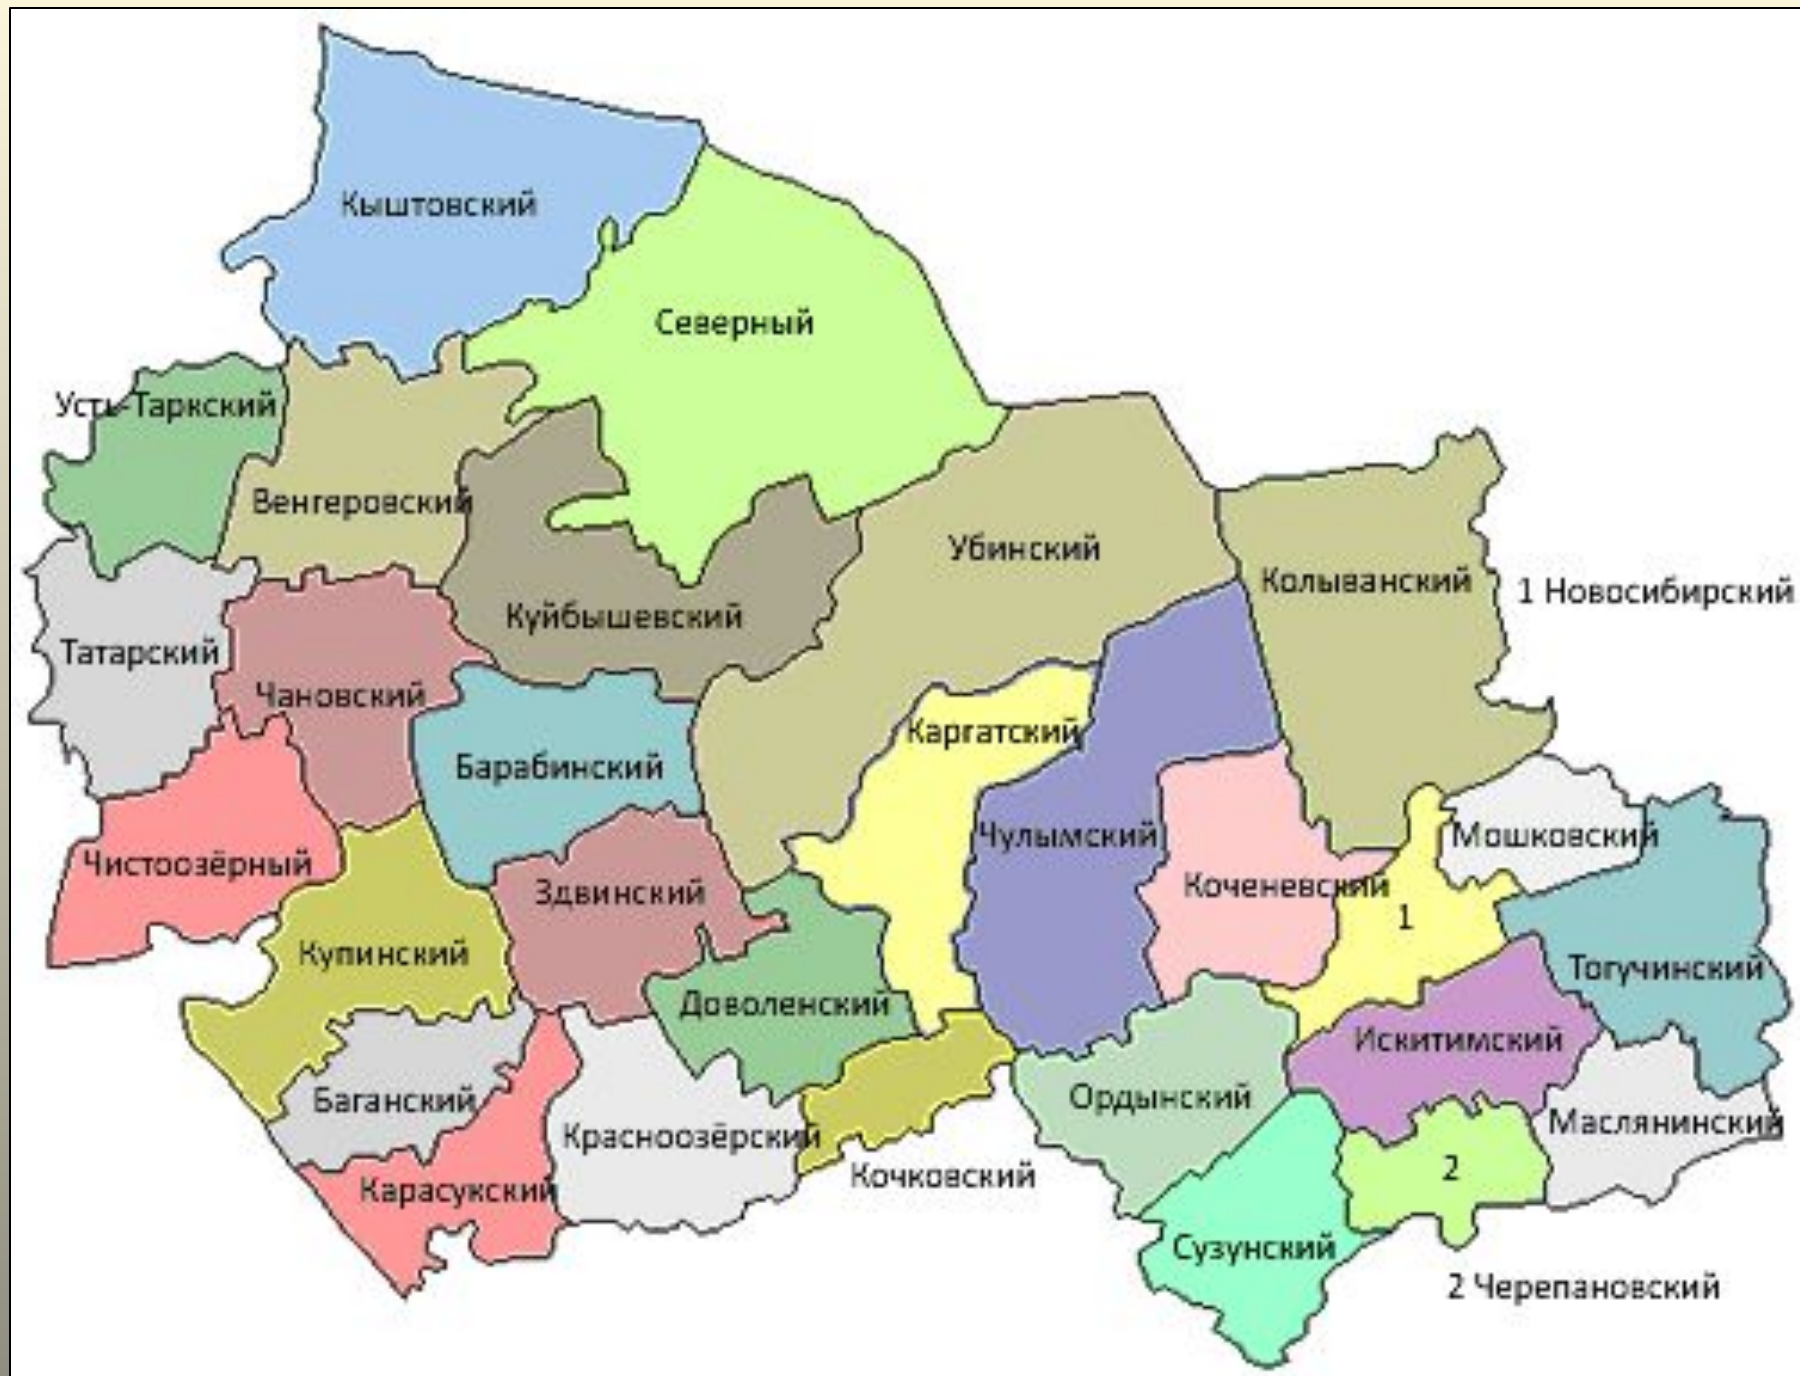 Кыштовский
Северный
Усть-Таркский
Венгеровский
Убинский
Колыванский
1 Новосибирский
Куйбышевский
Татарский
Чановский
Каргатский
Барабинский
Чулымский
Мошковский
Чистоозёрный
Здвинский
Коченевский
1
Купинский
Тогучинский
Доволенский
Искитимский
Баганский
Ордынский
Красноозёрский
Маслянинский
Кочковский
2
Карасукский
Сузунский
2 Черепановский